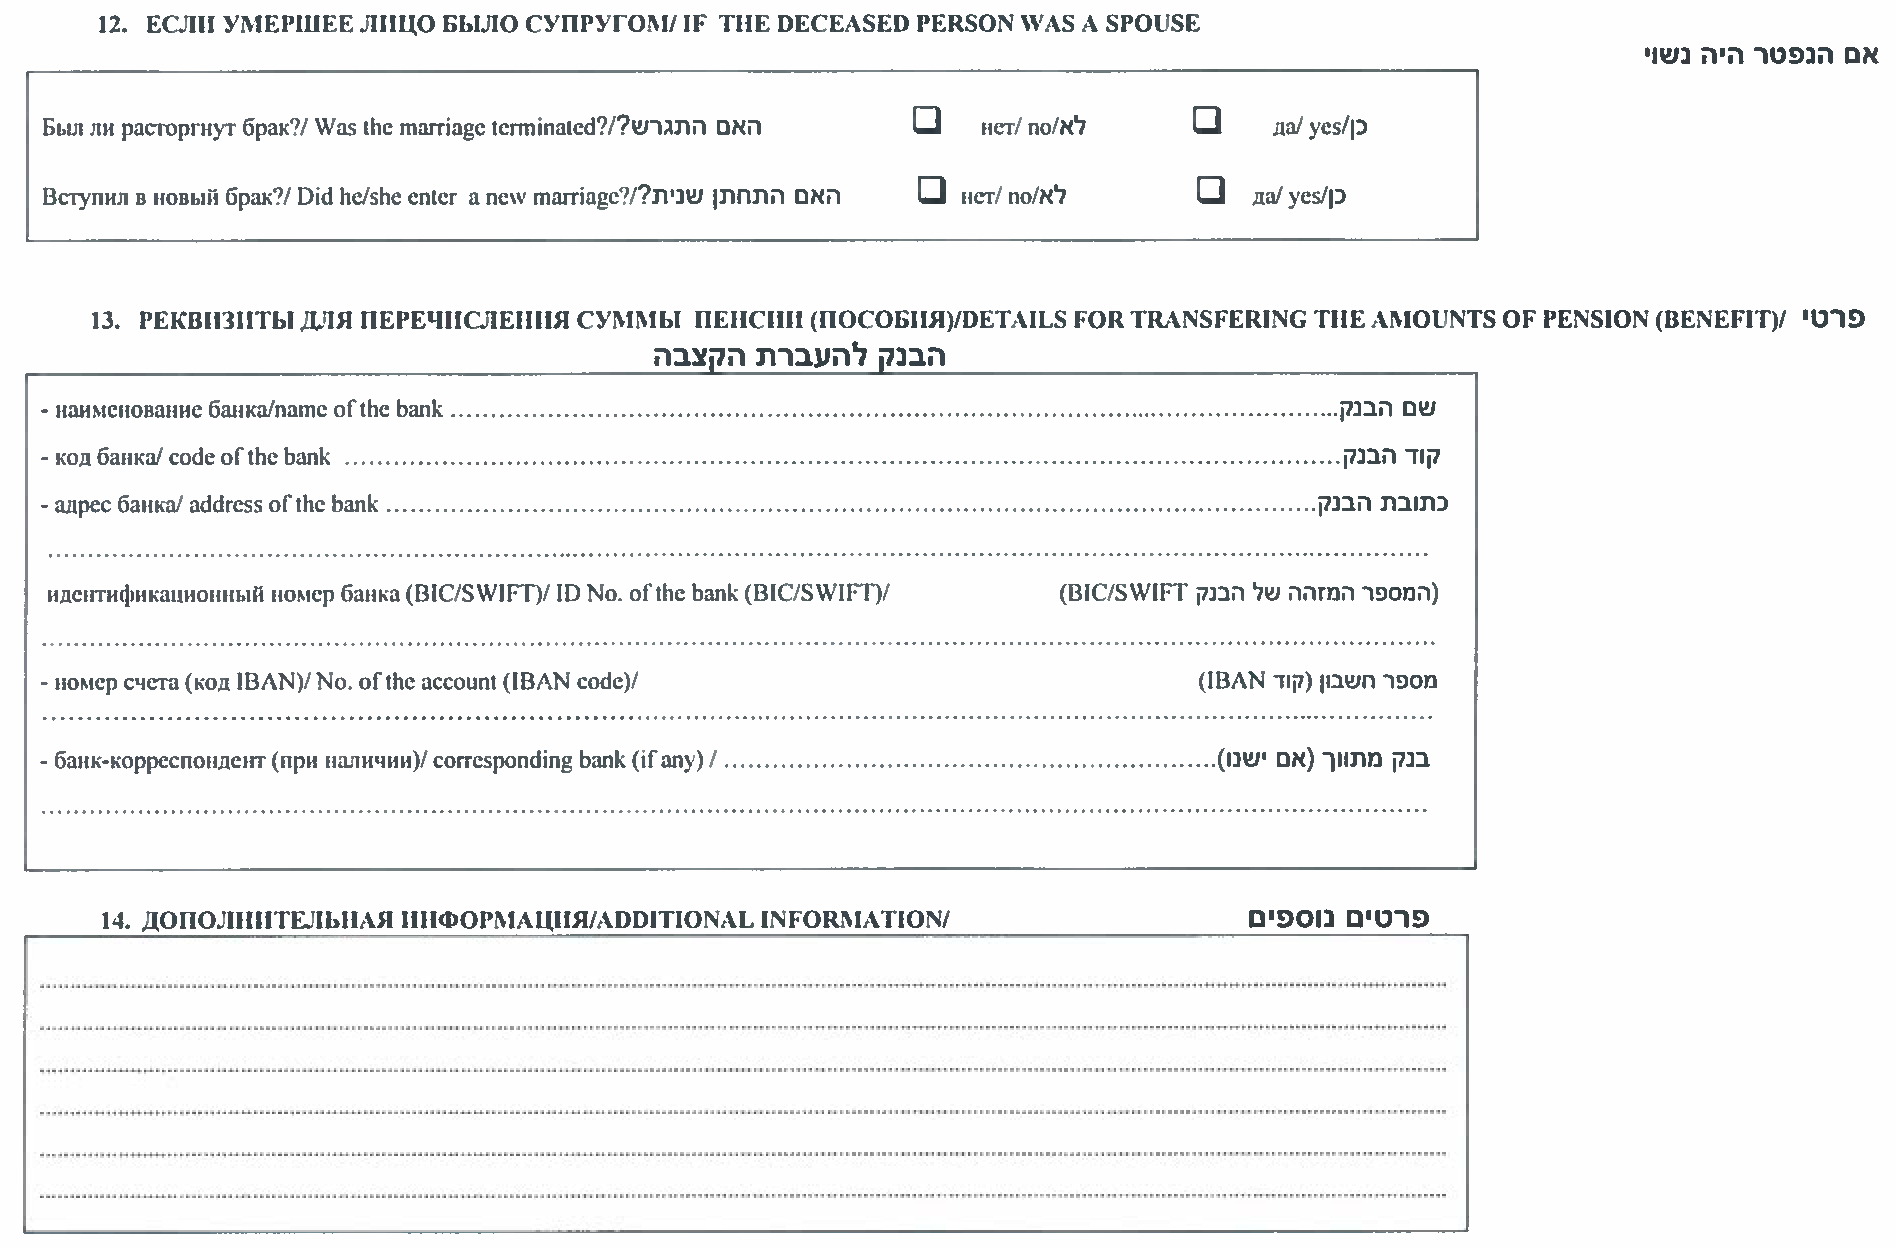 12. ЕСЛИ УМЕРШЕЕ ЛИЦО БЫЛО СУПРУГОМ/ IF THE DECEASED PERSON WAS A SPOUSE
אם הנפטר היה נשוי
Был ли расторгнут брак?/ Was the marriage terminated?/האם התגרש? нет/ no/לא да/ yes/כן
Вступил в новый брак?/ Did he/she enter a new marriage?/האם התחתן שנית? нет/ no/לא да/ yes/כן
13. РЕКВИЗИТЫ ДЛЯ ПЕРЕЧИСЛЕНИЯ СУММЫ ПЕНСИИ (ПОСОБИЯ)/DETAILS FOR TRANSFERING THE AMOUNTS OF PENSION (BENEFIT)/ פרטי
הבנק להעברת הקצבה
- наименование банка/name of the bank ........................ שם הבנק
- код банка/ code of the bank ........................ קוד הבנק
- адрес банка/ address of the bank ........................ כתובת הבנק
идентификационный номер банка (BIC/SWIFT)/ ID No. of the bank (BIC/SWIFT)/ (המספר המזהה של הבנק BIC/SWIFT)
- номер счета (код IBAN)/ No. of the account (IBAN code)/ מספר חשבון (קוד IBAN)
- банк-корреспондент (при наличии)/ corresponding bank (if any) / ........................ בנק מתווך (אם ישנו)
14. ДОПОЛНИТЕЛЬНАЯ ИНФОРМАЦИЯ/ADDITIONAL INFORMATION/ פרטים נוספים